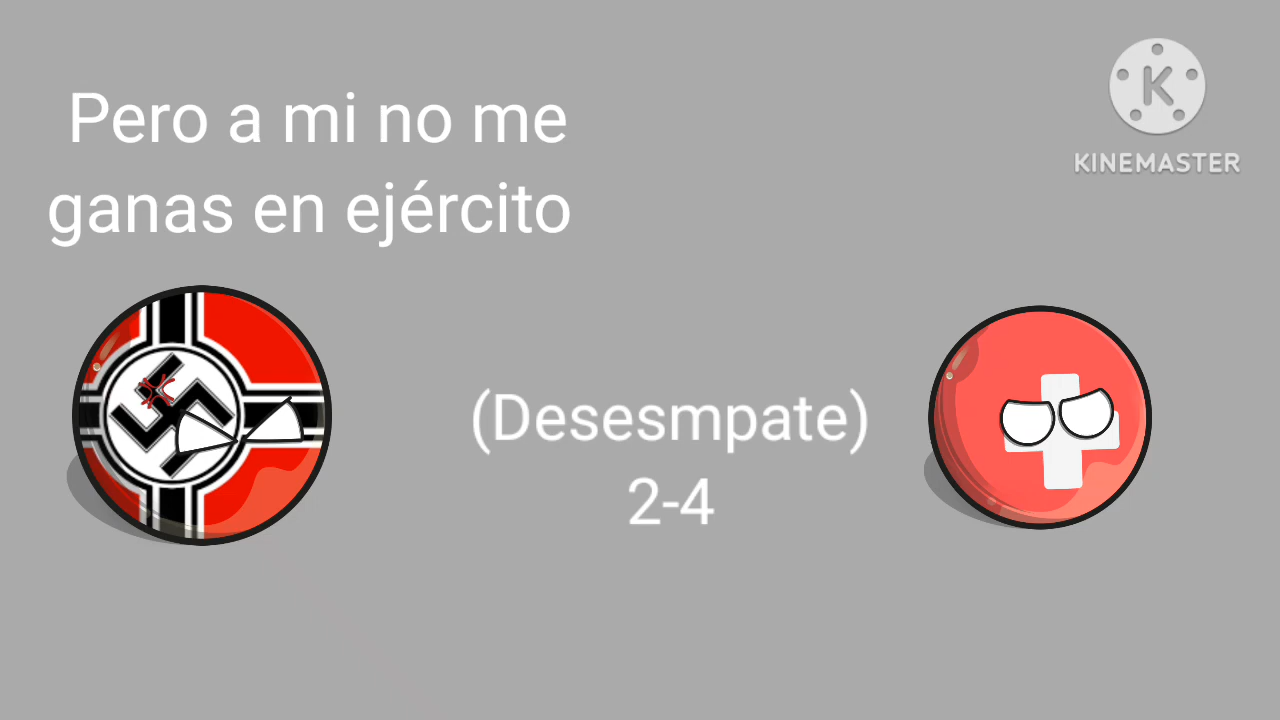 Pero a mi no me
ganas en ejército
KINEMASTER
(Desesmpate)
2-4